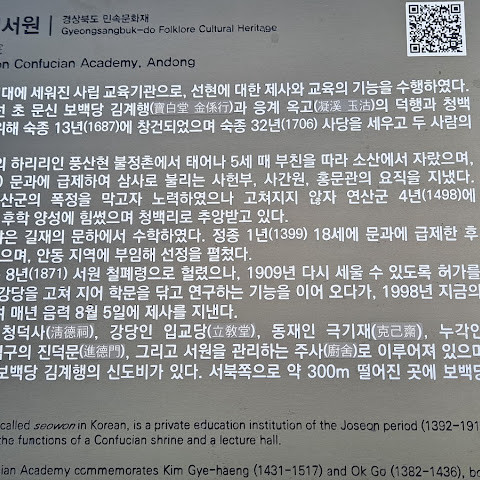 서원 | 경상북도 민속문화재
Gyeongsangbuk-do Folklore Cultural Heritage
Confucian Academy, Andong
대에 세워진 사립 교육기관으로, 선현에 대한 제사와 교육의 기능을 수행하였다.
초 문신 보백당 김계행(寶白堂 金係行)과 응계 옥고(凝溪 玉沽)의 덕행과 청백
위해 숙종 13년(1687)에 창건되었으며 숙종 32년(1706) 사당을 세우고 두 사람의
의 하리리인 풍산현 불정촌에서 태어나 5세 때 부친을 따라 소산에서 자랐으며,
) 문과에 급제하여 삼사로 불리는 사헌부, 사간원, 홍문관의 요직을 지냈다.
산군의 폭정을 막고자 노력하였으나 고쳐지지 않자 연산군 4년(1498)에
후학 양성에 힘썼으며 청백리로 추앙받고 있다.
은 길재의 문하에서 수학하였다. 정종 1년(1399) 18세에 문과에 급제한 후
으며, 안동 지역에 부임해 선정을 펼쳤다.
8년(1871) 서원 철폐령으로 헐렸으나, 1909년 다시 세울 수 있도록 허가를
강당을 고쳐 지어 학문을 닦고 연구하는 기능을 이어 오다가, 1998년 지금의
며 매년 음력 8월 5일에 제사를 지낸다.
청덕사(淸德祠), 강당인 입교당(立敎堂), 동재인 극기재(克己齋), 누각인
입구의 진덕문(進德門), 그리고 서원을 관리하는 주사(廚舍)로 이루어져 있으며
보백당 김계행의 신도비가 있다. 서북쪽으로 약 300m 떨어진 곳에 보백당
called seowon in Korean, is a private education institution of the Joseon period (1392-191
the functions of a Confucian shrine and a lecture hall.
ian Academy commemorates Kim Gye-haeng (1431-1517) and Ok Go (1382-1436), bo